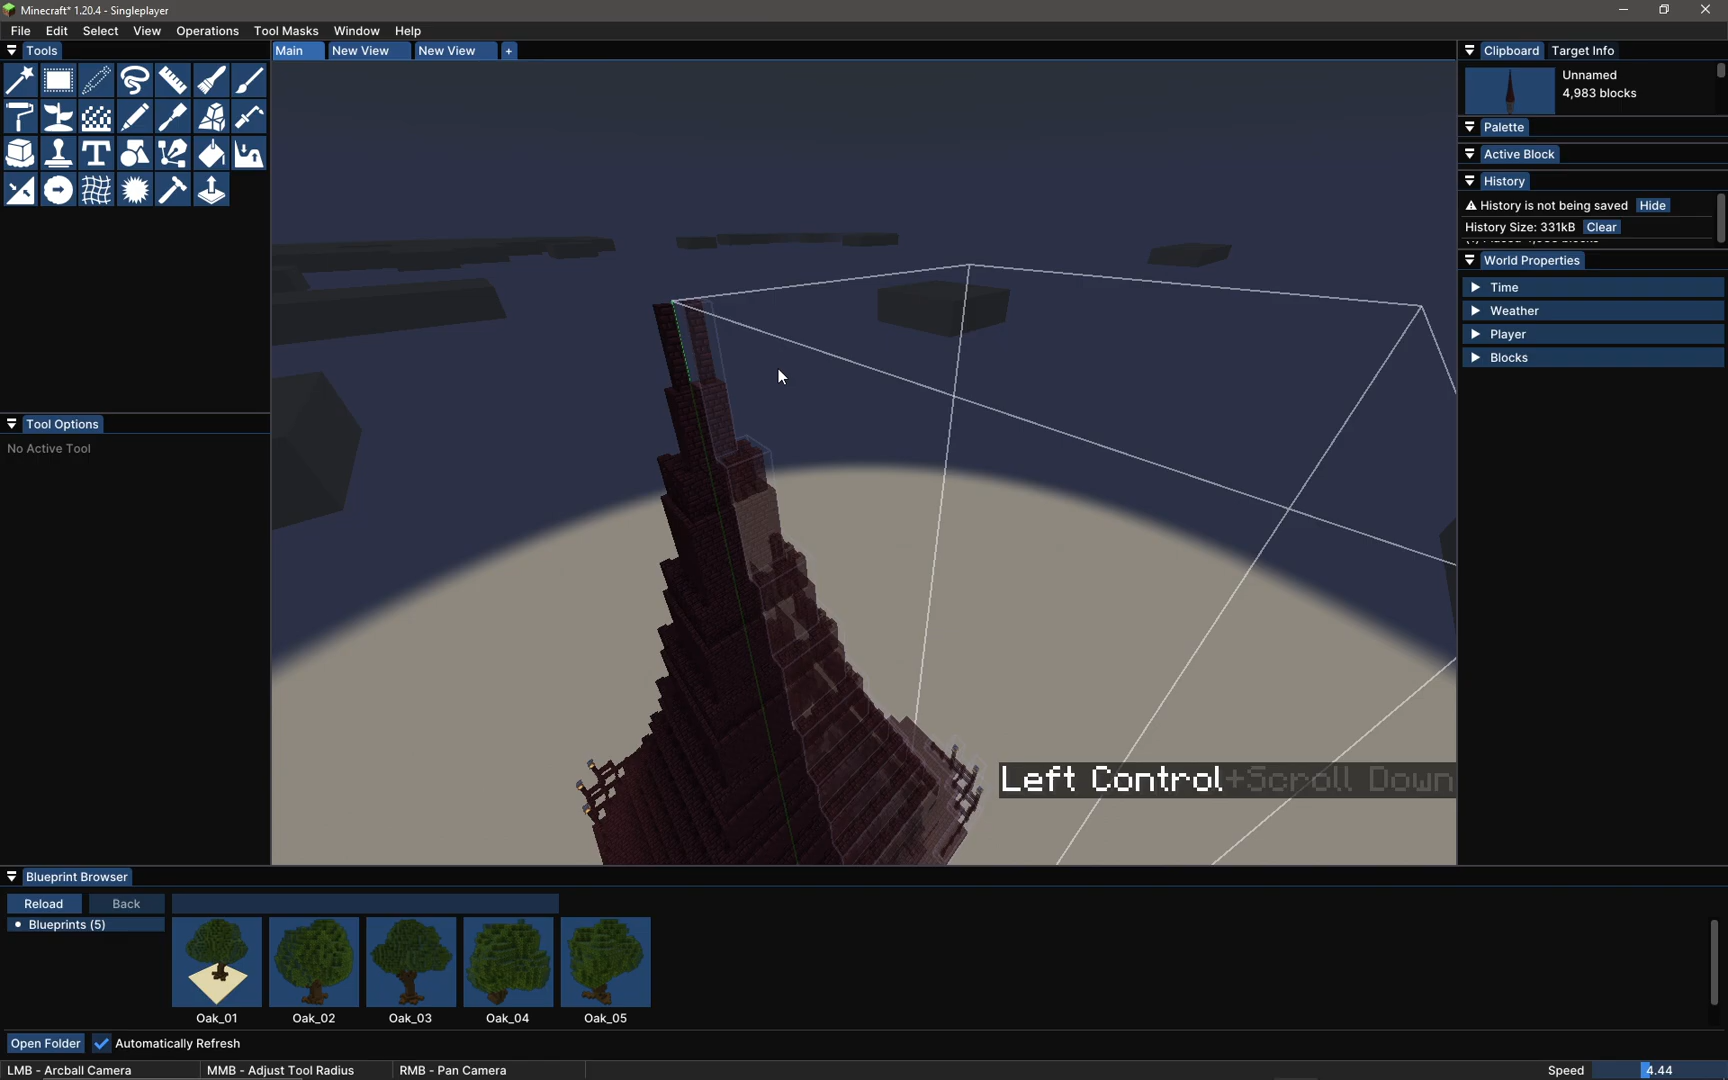 Minecraft* 1.20.4 - Singleplayer
File Edit Select View Operations Tool Masks Window Help
Tools
Main New View New View +
Clipboard Target Info
Unnamed
4,983 blocks
Palette
Active Block
History
History is not being saved Hide
History Size: 331kB Clear
World Properties
Time
Weather
Player
Blocks
Tool Options
No Active Tool
Left Control+Scroll Down
Blueprint Browser
Reload Back
Blueprints (5)
Oak_01 Oak_02 Oak_03 Oak_04 Oak_05
Open Folder Automatically Refresh
LMB - Arcball Camera MMB - Adjust Tool Radius RMB - Pan Camera Speed 4.44